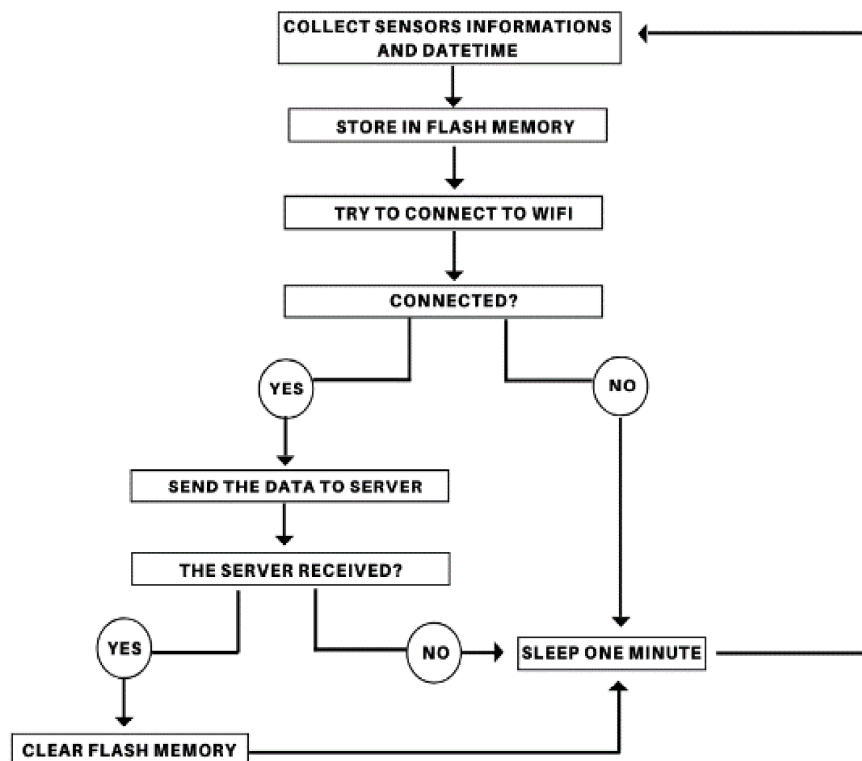 COLLECT SENSORS INFORMATIONS
AND DATETIME
STORE IN FLASH MEMORY
TRY TO CONNECT TO WIFI
CONNECTED?
YES
NO
SEND THE DATA TO SERVER
THE SERVER RECEIVED?
YES
NO
SLEEP ONE MINUTE
CLEAR FLASH MEMORY